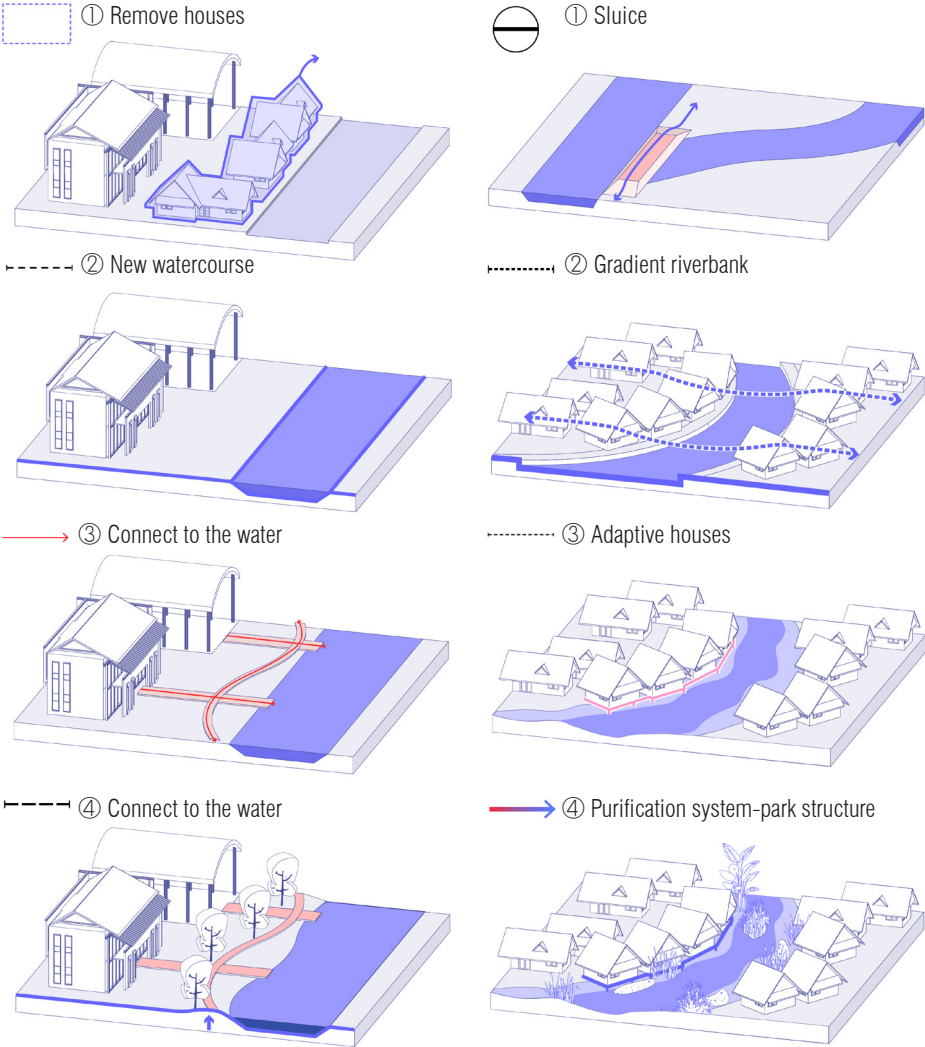 ① Remove houses
① Sluice
② New watercourse
② Gradient riverbank
③ Connect to the water
③ Adaptive houses
④ Connect to the water
④ Purification system-park structure